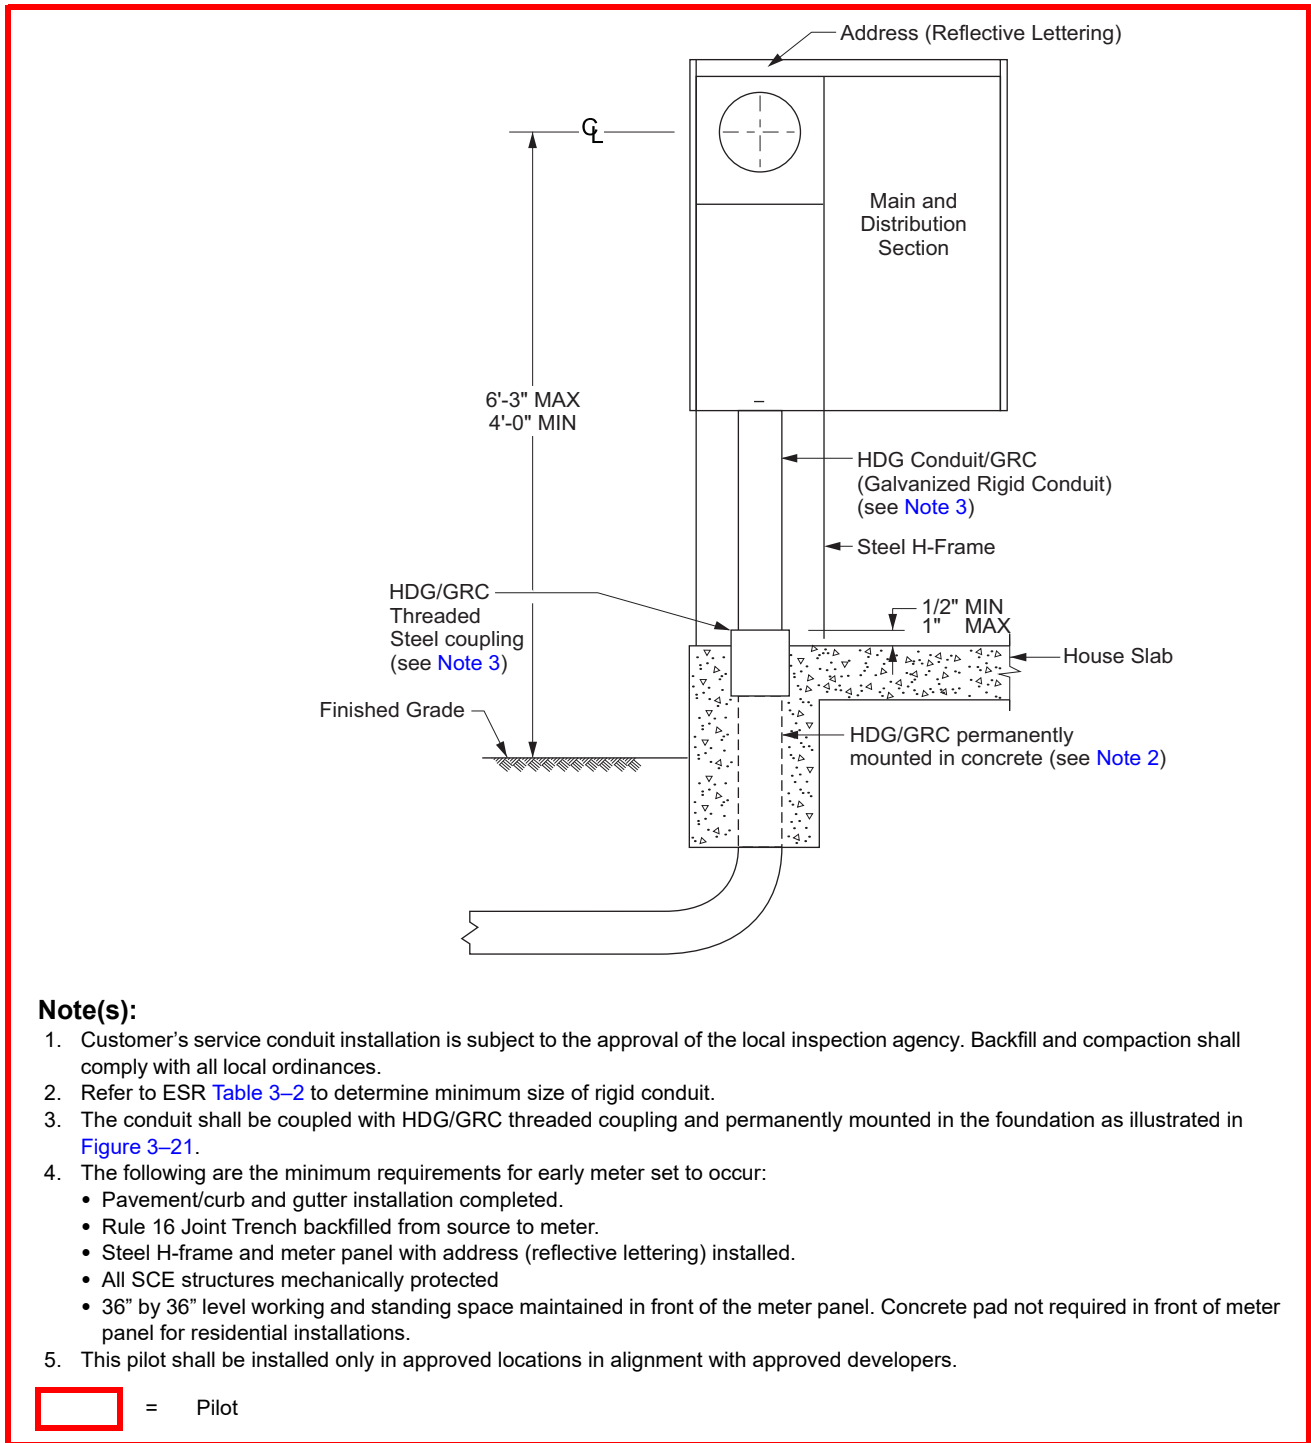 Address (Reflective Lettering)
CL
Main and
Distribution
Section
6'-3" MAX
4'-0" MIN
HDG Conduit/GRC
(Galvanized Rigid Conduit)
(see Note 3)
Steel H-Frame
HDG/GRC
Threaded
Steel coupling
(see Note 3)
1/2" MIN
1" MAX
House Slab
Finished Grade
HDG/GRC permanently
mounted in concrete (see Note 2)
Note(s):
1. Customer’s service conduit installation is subject to the approval of the local inspection agency. Backfill and compaction shall
comply with all local ordinances.
2. Refer to ESR Table 3–2 to determine minimum size of rigid conduit.
3. The conduit shall be coupled with HDG/GRC threaded coupling and permanently mounted in the foundation as illustrated in
Figure 3–21.
4. The following are the minimum requirements for early meter set to occur:
• Pavement/curb and gutter installation completed.
• Rule 16 Joint Trench backfilled from source to meter.
• Steel H-frame and meter panel with address (reflective lettering) installed.
• All SCE structures mechanically protected
• 36” by 36” level working and standing space maintained in front of the meter panel. Concrete pad not required in front of meter
panel for residential installations.
5. This pilot shall be installed only in approved locations in alignment with approved developers.
= Pilot